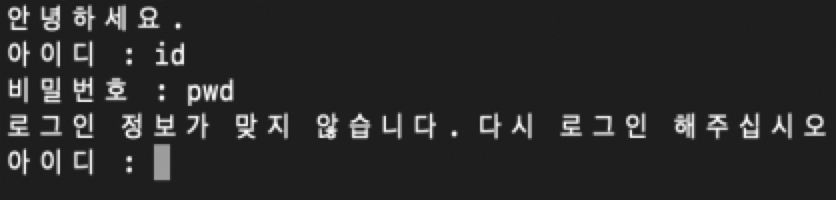 안녕하세요.
아이디 : id
비밀번호 : pwd
로그인 정보가 맞지 않습니다. 다시 로그인 해주십시오
아이디 :